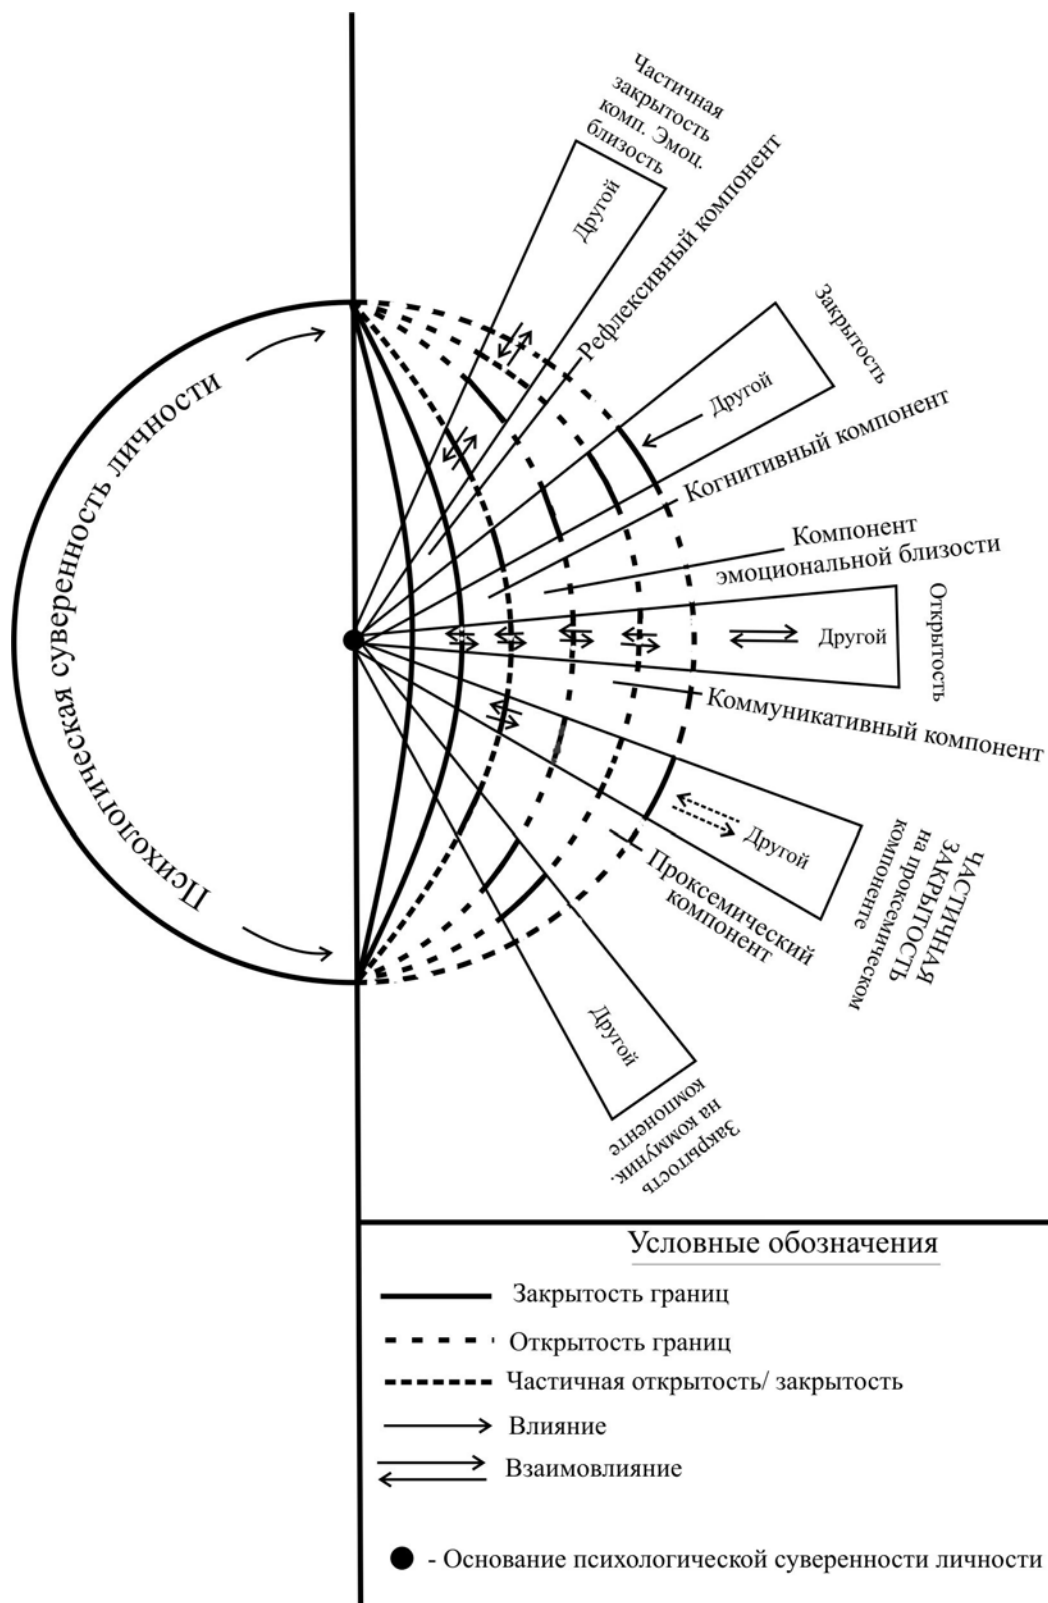 Частичная
закрытость
комп. Эмоц.
близость
Другой
Рефлексивный компонент
Закрытость
Другой
Когнитивный компонент
Компонент
эмоциональной близости
Открытость
Другой
Коммуникативный компонент
Психологическая суверенность личности
ЧАСТИЧНАЯ
ЗАКРЫТОСТЬ
на проксемическом
компоненте
Другой
Проксемический
компонент
Другой
Закрытость
на коммуник.
компоненте
Условные обозначения
Закрытость границ
Открытость границ
Частичная открытость/ закрытость
Влияние
Взаимовлияние
- Основание психологической суверенности личности